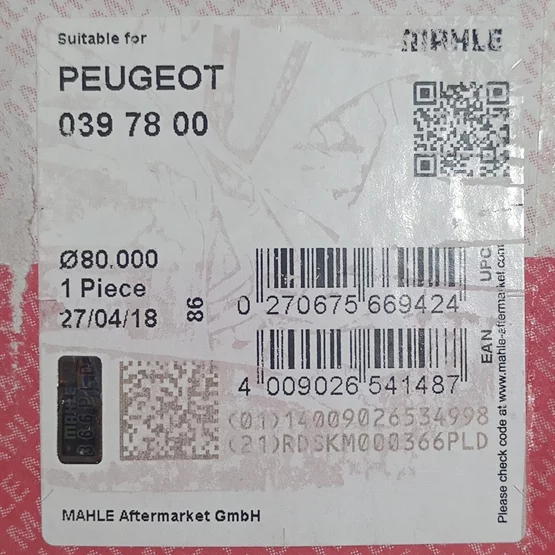 Suitable for
MAHLE
PEUGEOT
039 78 00
Ø80.000
1 Piece
27/04/18
86
0 270675 669424
UPC
4 009026 541487
EAN
(01)14009026534998
(21)RDSKM000366PLD
Please check code at www.mahle-aftermarket.com
MAHLE Aftermarket GmbH